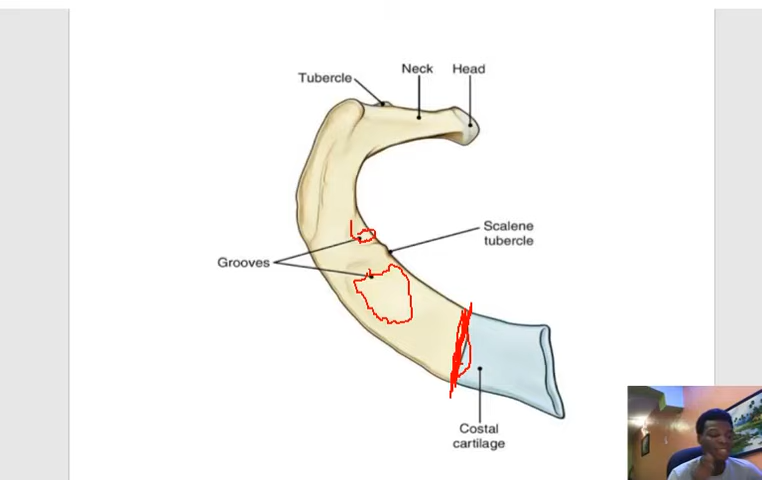 Neck
Head
Tubercle
Scalene
tubercle
Grooves
Costal
cartilage